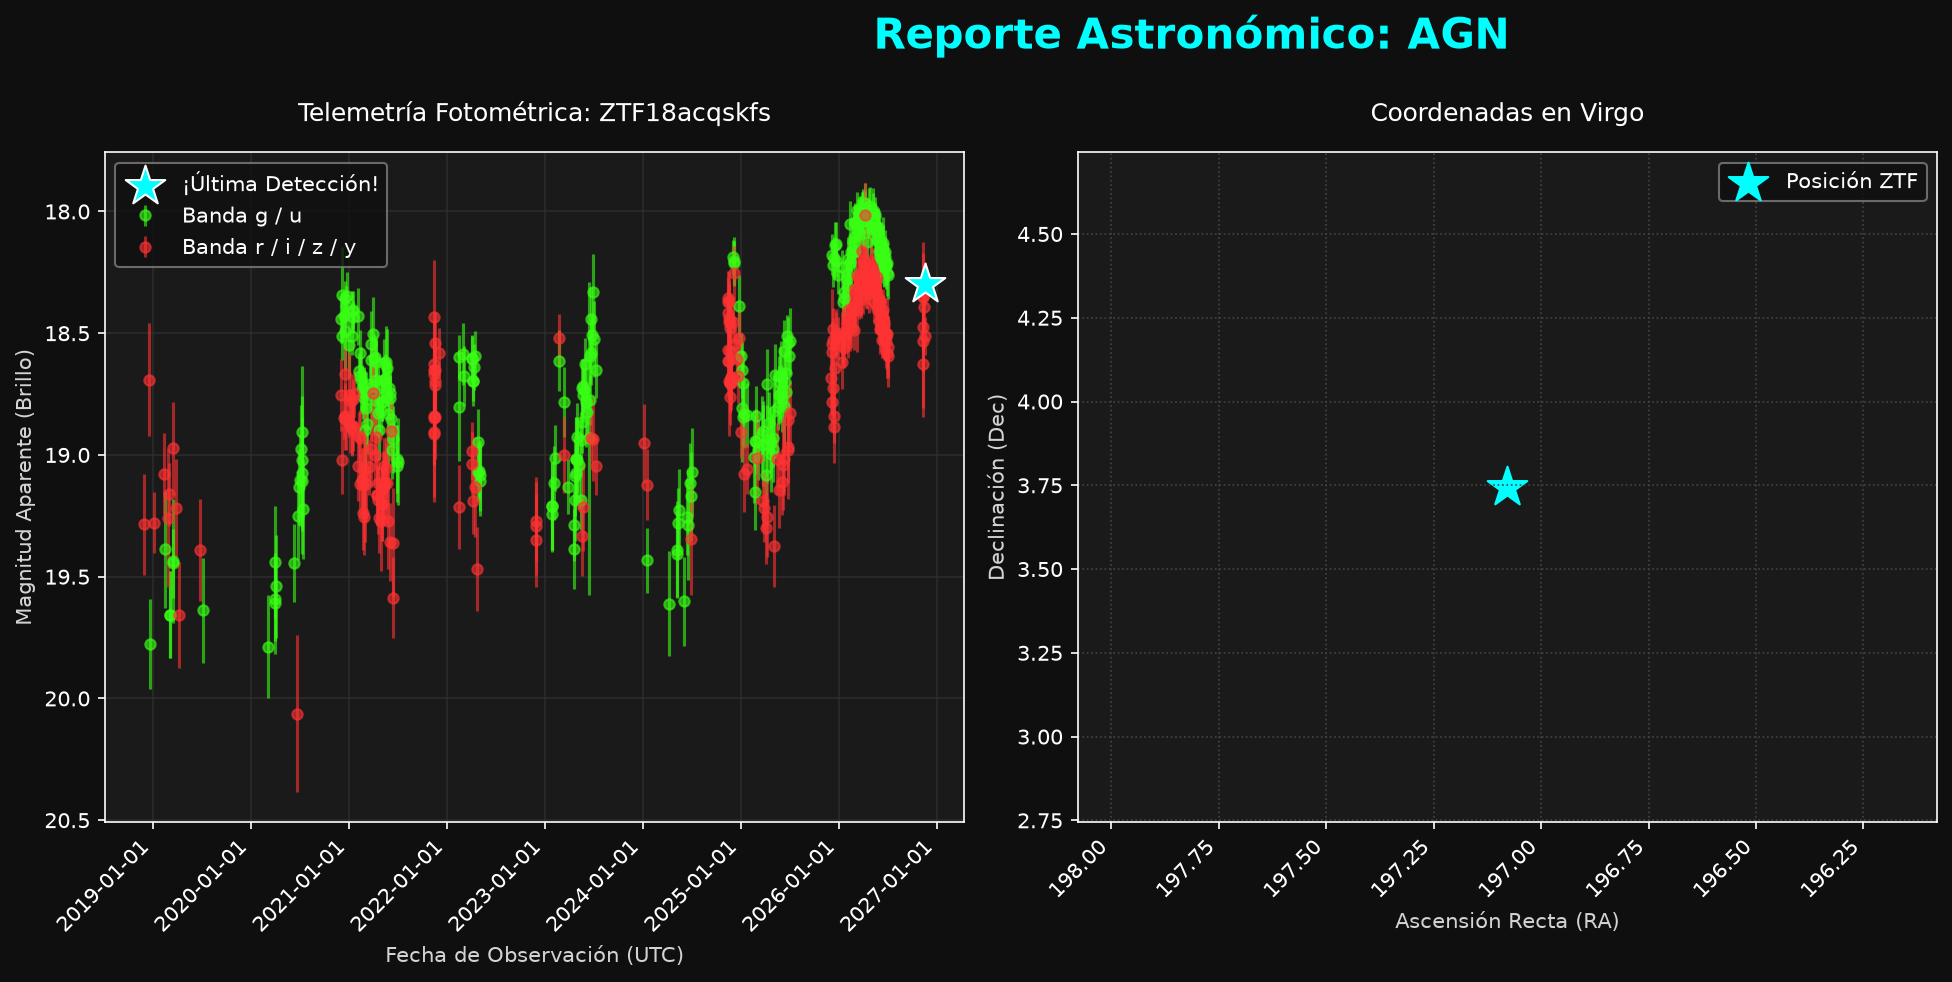 Reporte Astronómico: AGN
Telemetría Fotométrica: ZTF18acqskfs
¡Última Detección!
Banda g / u
Banda r / i / z / y
Magnitud Aparente (Brillo)
18.0
18.5
19.0
19.5
20.0
20.5
2019-01-01
2020-01-01
2021-01-01
2022-01-01
2023-01-01
2024-01-01
2025-01-01
2026-01-01
2027-01-01
Fecha de Observación (UTC)
Coordenadas en Virgo
Posición ZTF
Declinación (Dec)
4.50
4.25
4.00
3.75
3.50
3.25
3.00
2.75
198.00
197.75
197.50
197.25
197.00
196.75
196.50
196.25
Ascensión Recta (RA)